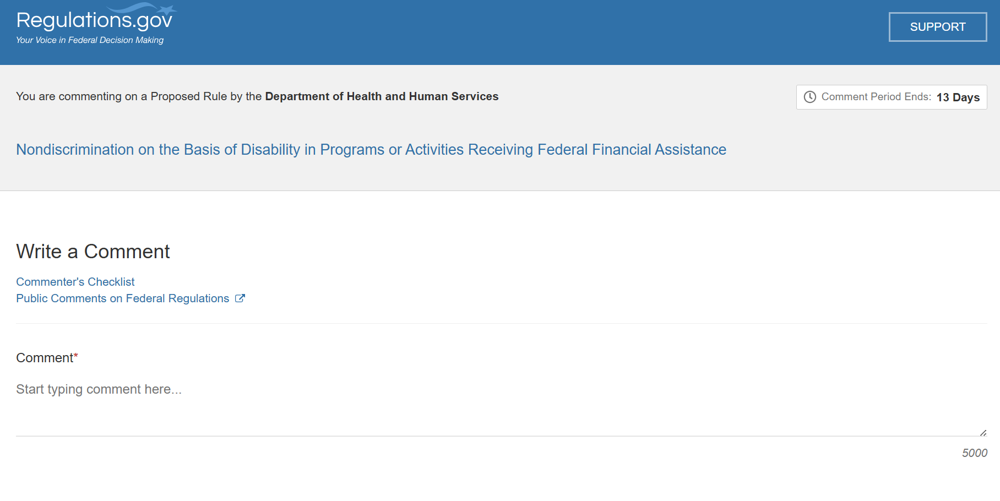 Regulations.gov
Your Voice in Federal Decision Making
SUPPORT
You are commenting on a Proposed Rule by the Department of Health and Human Services
Comment Period Ends: 13 Days
Nondiscrimination on the Basis of Disability in Programs or Activities Receiving Federal Financial Assistance
Write a Comment
Commenter's Checklist
Public Comments on Federal Regulations
Comment*
Start typing comment here...
5000